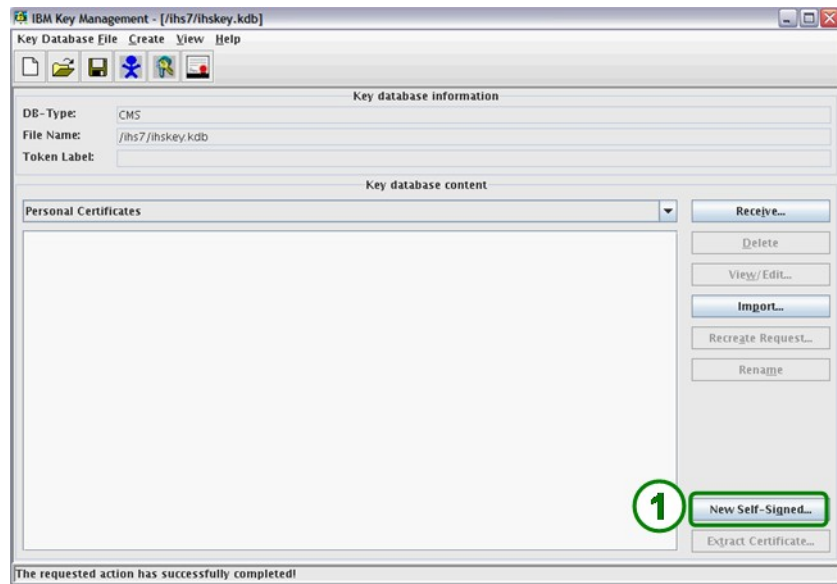 IBM Key Management - [/ihs7/ihskey.kdb]
Key Database File Create View Help
Key database information
DB-Type: CMS
File Name: /ihs7/ihskey.kdb
Token Label:
Key database content
Personal Certificates
Receive...
Delete
View/Edit...
Import...
Recreate Request...
Rename
1
New Self-Signed...
Extract Certificate...
The requested action has successfully completed!